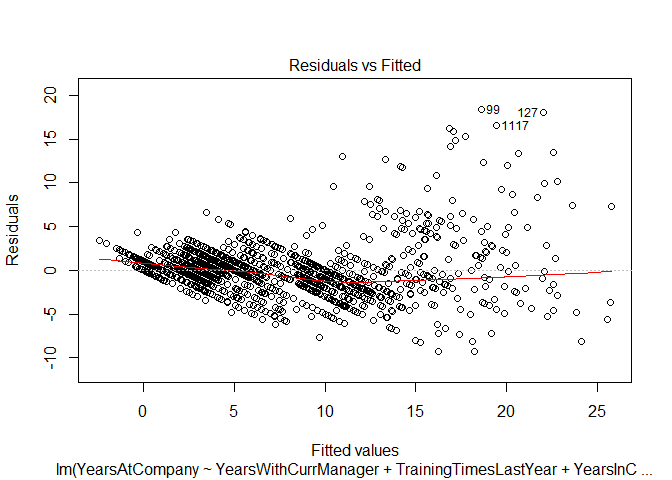 Residuals vs Fitted
Residuals
20
15
10
5
0
-5
-10
99
127
1117
0 5 10 15 20 25
Fitted values
lm(YearsAtCompany ~ YearsWithCurrManager + TrainingTimesLastYear + YearsInC ...